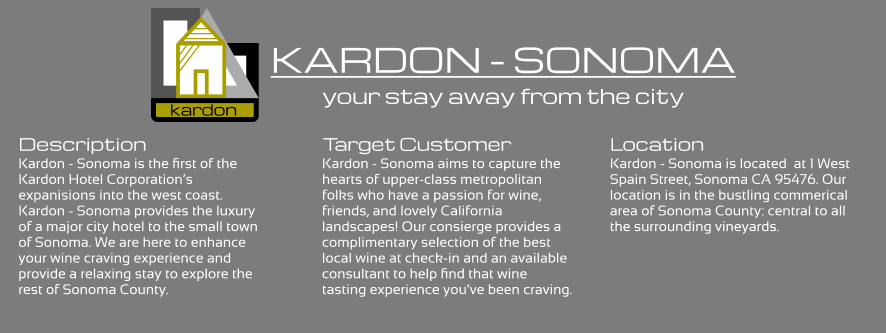 kardon
KARDON - SONOMA
your stay away from the city
Description
Kardon - Sonoma is the first of the
Kardon Hotel Corporation's
expanisions into the west coast.
Kardon - Sonoma provides the luxury
of a major city hotel to the small town
of Sonoma. We are here to enhance
your wine craving experience and
provide a relaxing stay to explore the
rest of Sonoma County.
Target Customer
Kardon - Sonoma aims to capture the
hearts of upper-class metropolitan
folks who have a passion for wine,
friends, and lovely California
landscapes! Our consierge provides a
complimentary selection of the best
local wine at check-in and an available
consultant to help find that wine
tasting experience you've been craving.
Location
Kardon - Sonoma is located  at 1 West
Spain Street, Sonoma CA 95476. Our
location is in the bustling commerical
area of Sonoma County: central to all
the surrounding vineyards.